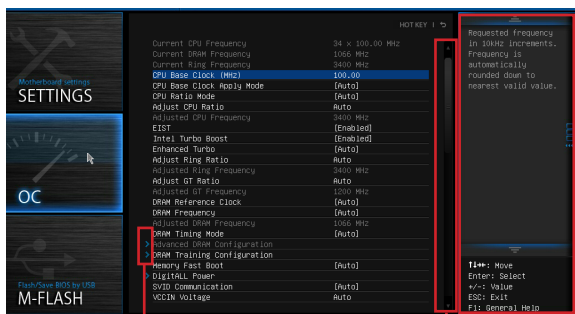 HOT KEY |
Motherboard settings
SETTINGS
OC
Flash/Save BIOS by USB
M-FLASH
Current CPU Frequency 34 x 100.00 MHz
Current DRAM Frequency 1066 MHz
Current Ring Frequency 3400 MHz
CPU Base Clock (MHz) 100.00
CPU Base Clock Apply Mode [Auto]
CPU Ratio Mode [Auto]
Adjust CPU Ratio Auto
Adjusted CPU Frequency 3400 MHz
EIST [Enabled]
Intel Turbo Boost [Enabled]
Enhanced Turbo [Auto]
Adjust Ring Ratio Auto
Adjusted Ring Frequency 3400 MHz
Adjust GT Ratio Auto
Adjusted GT Frequency 1200 MHz
DRAM Reference Clock [Auto]
DRAM Frequency [Auto]
Adjusted DRAM Frequency 1066 MHz
DRAM Timing Mode [Auto]
> Advanced DRAM Configuration
> DRAM Training Configuration
Memory Fast Boot [Auto]
> DigitALL Power
SVID Communication [Auto]
VCCIN Voltage Auto
Requested frequency
in 10kHz increments.
Frequency is
automatically
rounded down to
nearest valid value.
↑↓→←: Move
Enter: Select
+/-: Value
ESC: Exit
F1: General Help